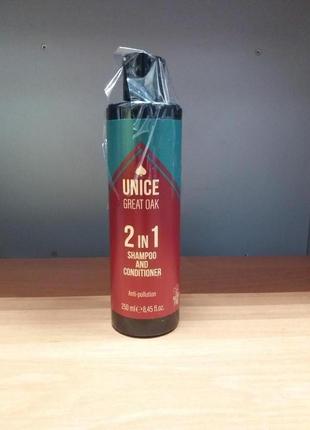 UNICE
GREAT OAK
2 IN 1
SHAMPOO
AND
CONDITIONER
Anti-pollution
250 ml ℮ 8,45 fl.oz.